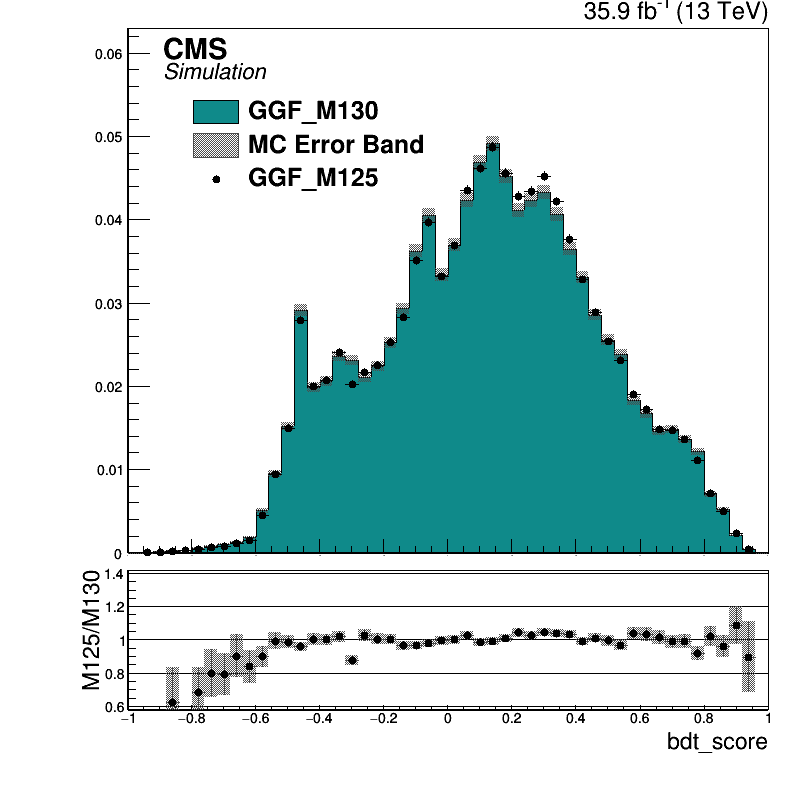 35.9 fb-1 (13 TeV)
CMS
Simulation
GGF_M130
MC Error Band
GGF_M125
0.06
0.05
0.04
0.03
0.02
0.01
0
M125/M130
1.4
1.2
1
0.8
0.6
−1 −0.8 −0.6 −0.4 −0.2 0 0.2 0.4 0.6 0.8 1
bdt_score